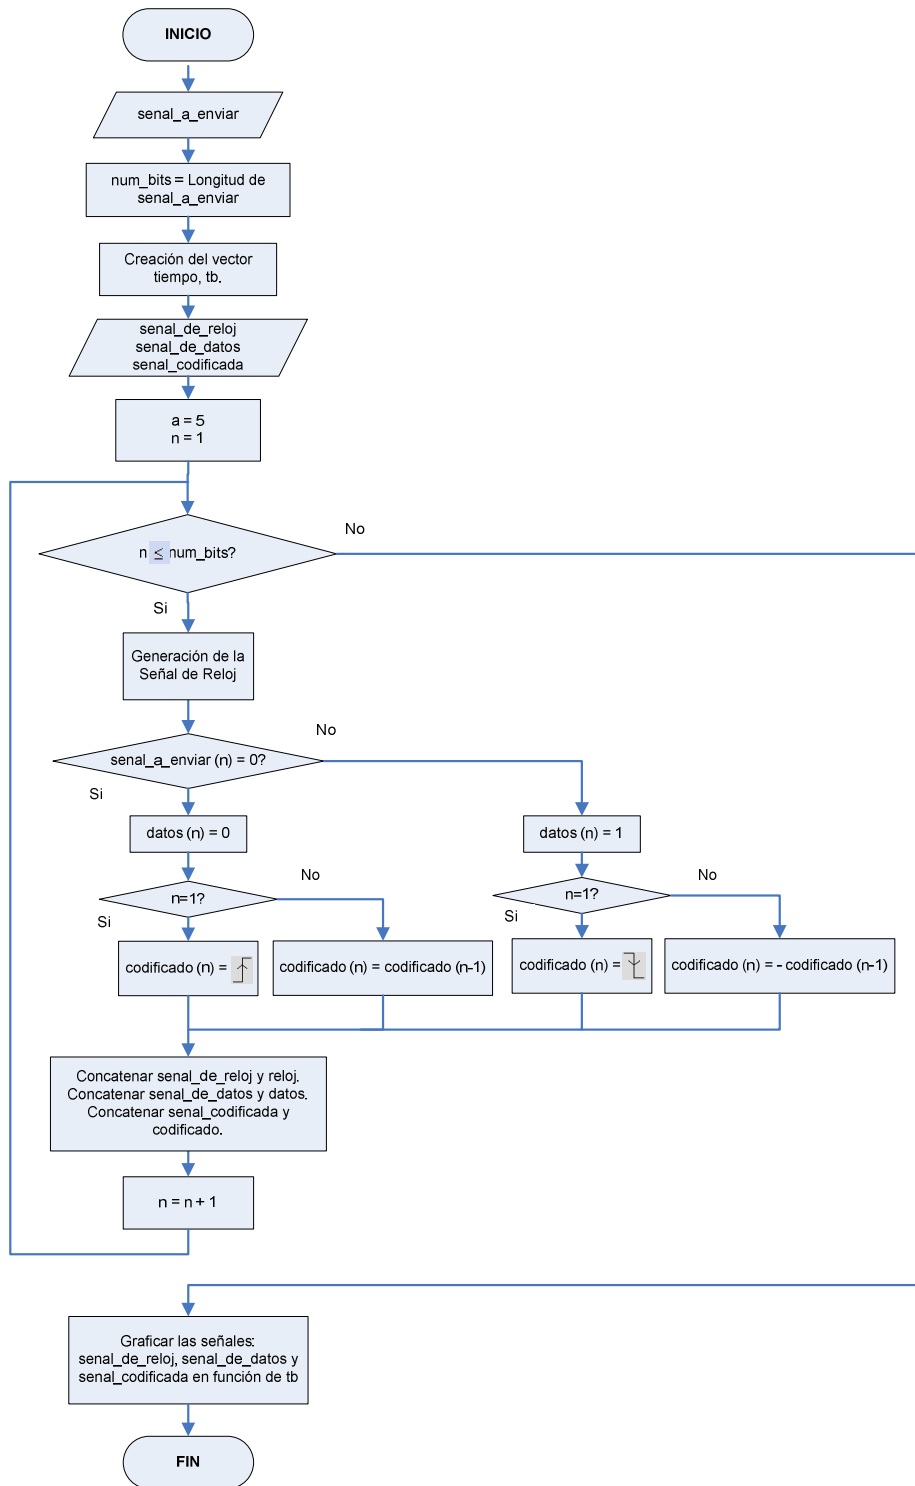 INICIO
senal_a_enviar
num_bits = Longitud de
senal_a_enviar
Creación del vector
tiempo, tb.
senal_de_reloj
senal_de_datos
senal_codificada
a = 5
n = 1
No
n ≤ num_bits?
Si
Generación de la
Señal de Reloj
No
senal_a_enviar (n) = 0?
Si
datos (n) = 0
datos (n) = 1
No
No
n=1?
n=1?
Si
Si
codificado (n) =
codificado (n) = codificado (n-1)
codificado (n) =
codificado (n) = - codificado (n-1)
Concatenar senal_de_reloj y reloj.
Concatenar senal_de_datos y datos.
Concatenar senal_codificada y
codificado.
n = n + 1
Graficar las señales:
senal_de_reloj, senal_de_datos y
senal_codificada en función de tb
FIN